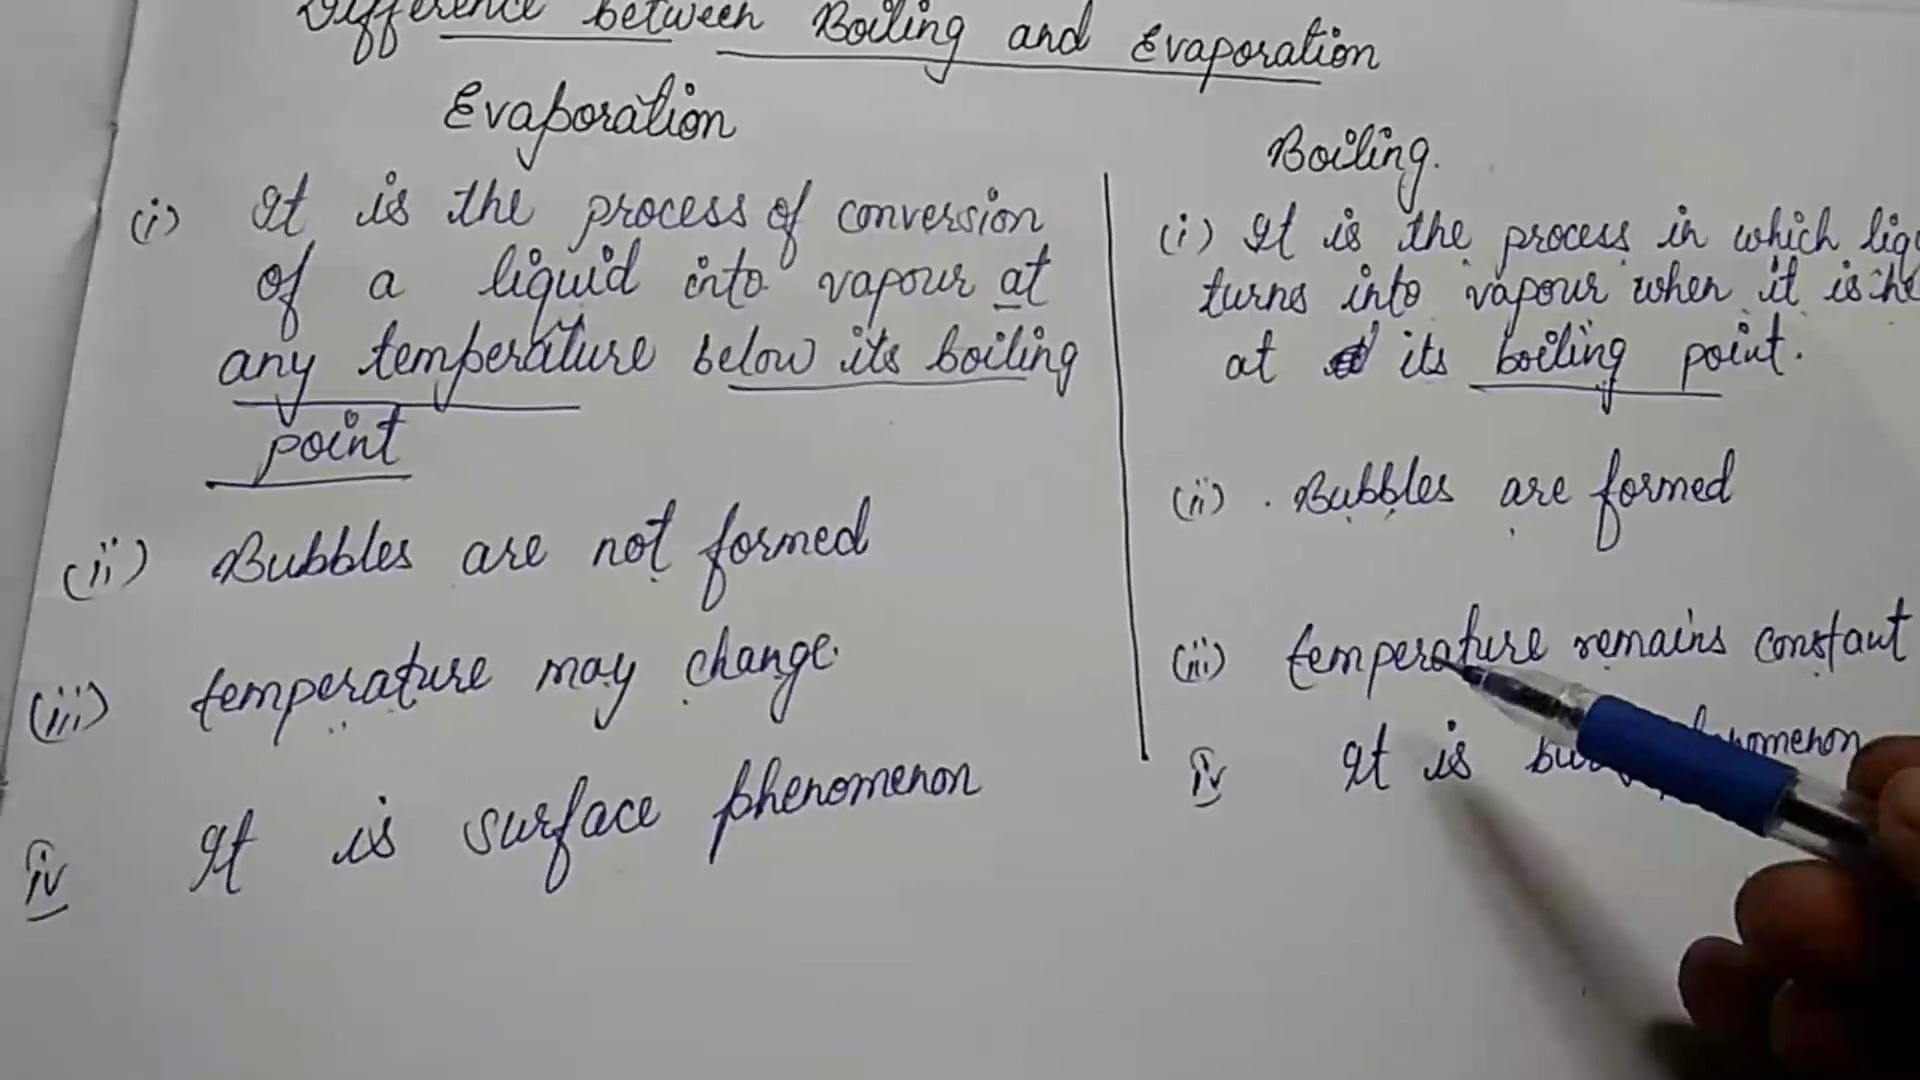 Difference between Boiling and Evaporation
Evaporation
(i) It is the process of conversion
of a liquid into vapour at
any temperature below its boiling
point
(ii) Bubbles are not formed
(iii) temperature may change.
iv It is surface phenomenon
Boiling.
(i) It is the process in which
turns into vapour when it is
at its boiling point.
(ii) . Bubbles are formed
(iii) temperature remains constant
iv It is